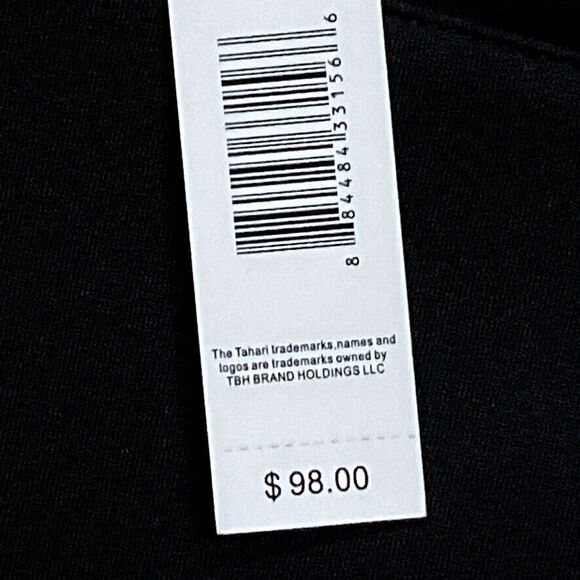 8 84484 33156 6
The Tahari trademarks,names and
logos are trademarks owned by
TBH BRAND HOLDINGS LLC
$ 98.00